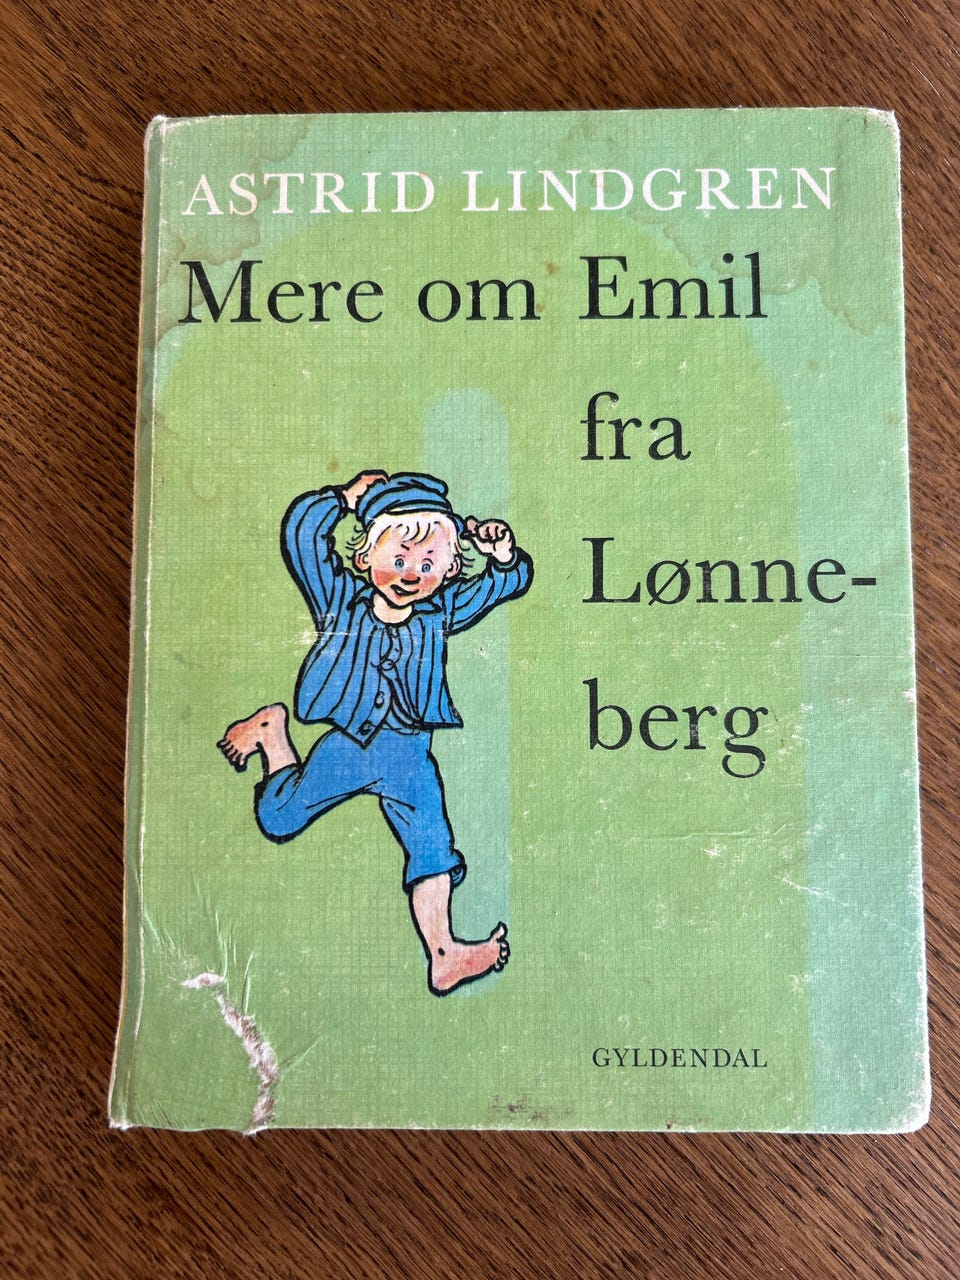 ASTRID LINDGREN
Mere om Emil
fra
Lønne-
berg
GYLDENDAL